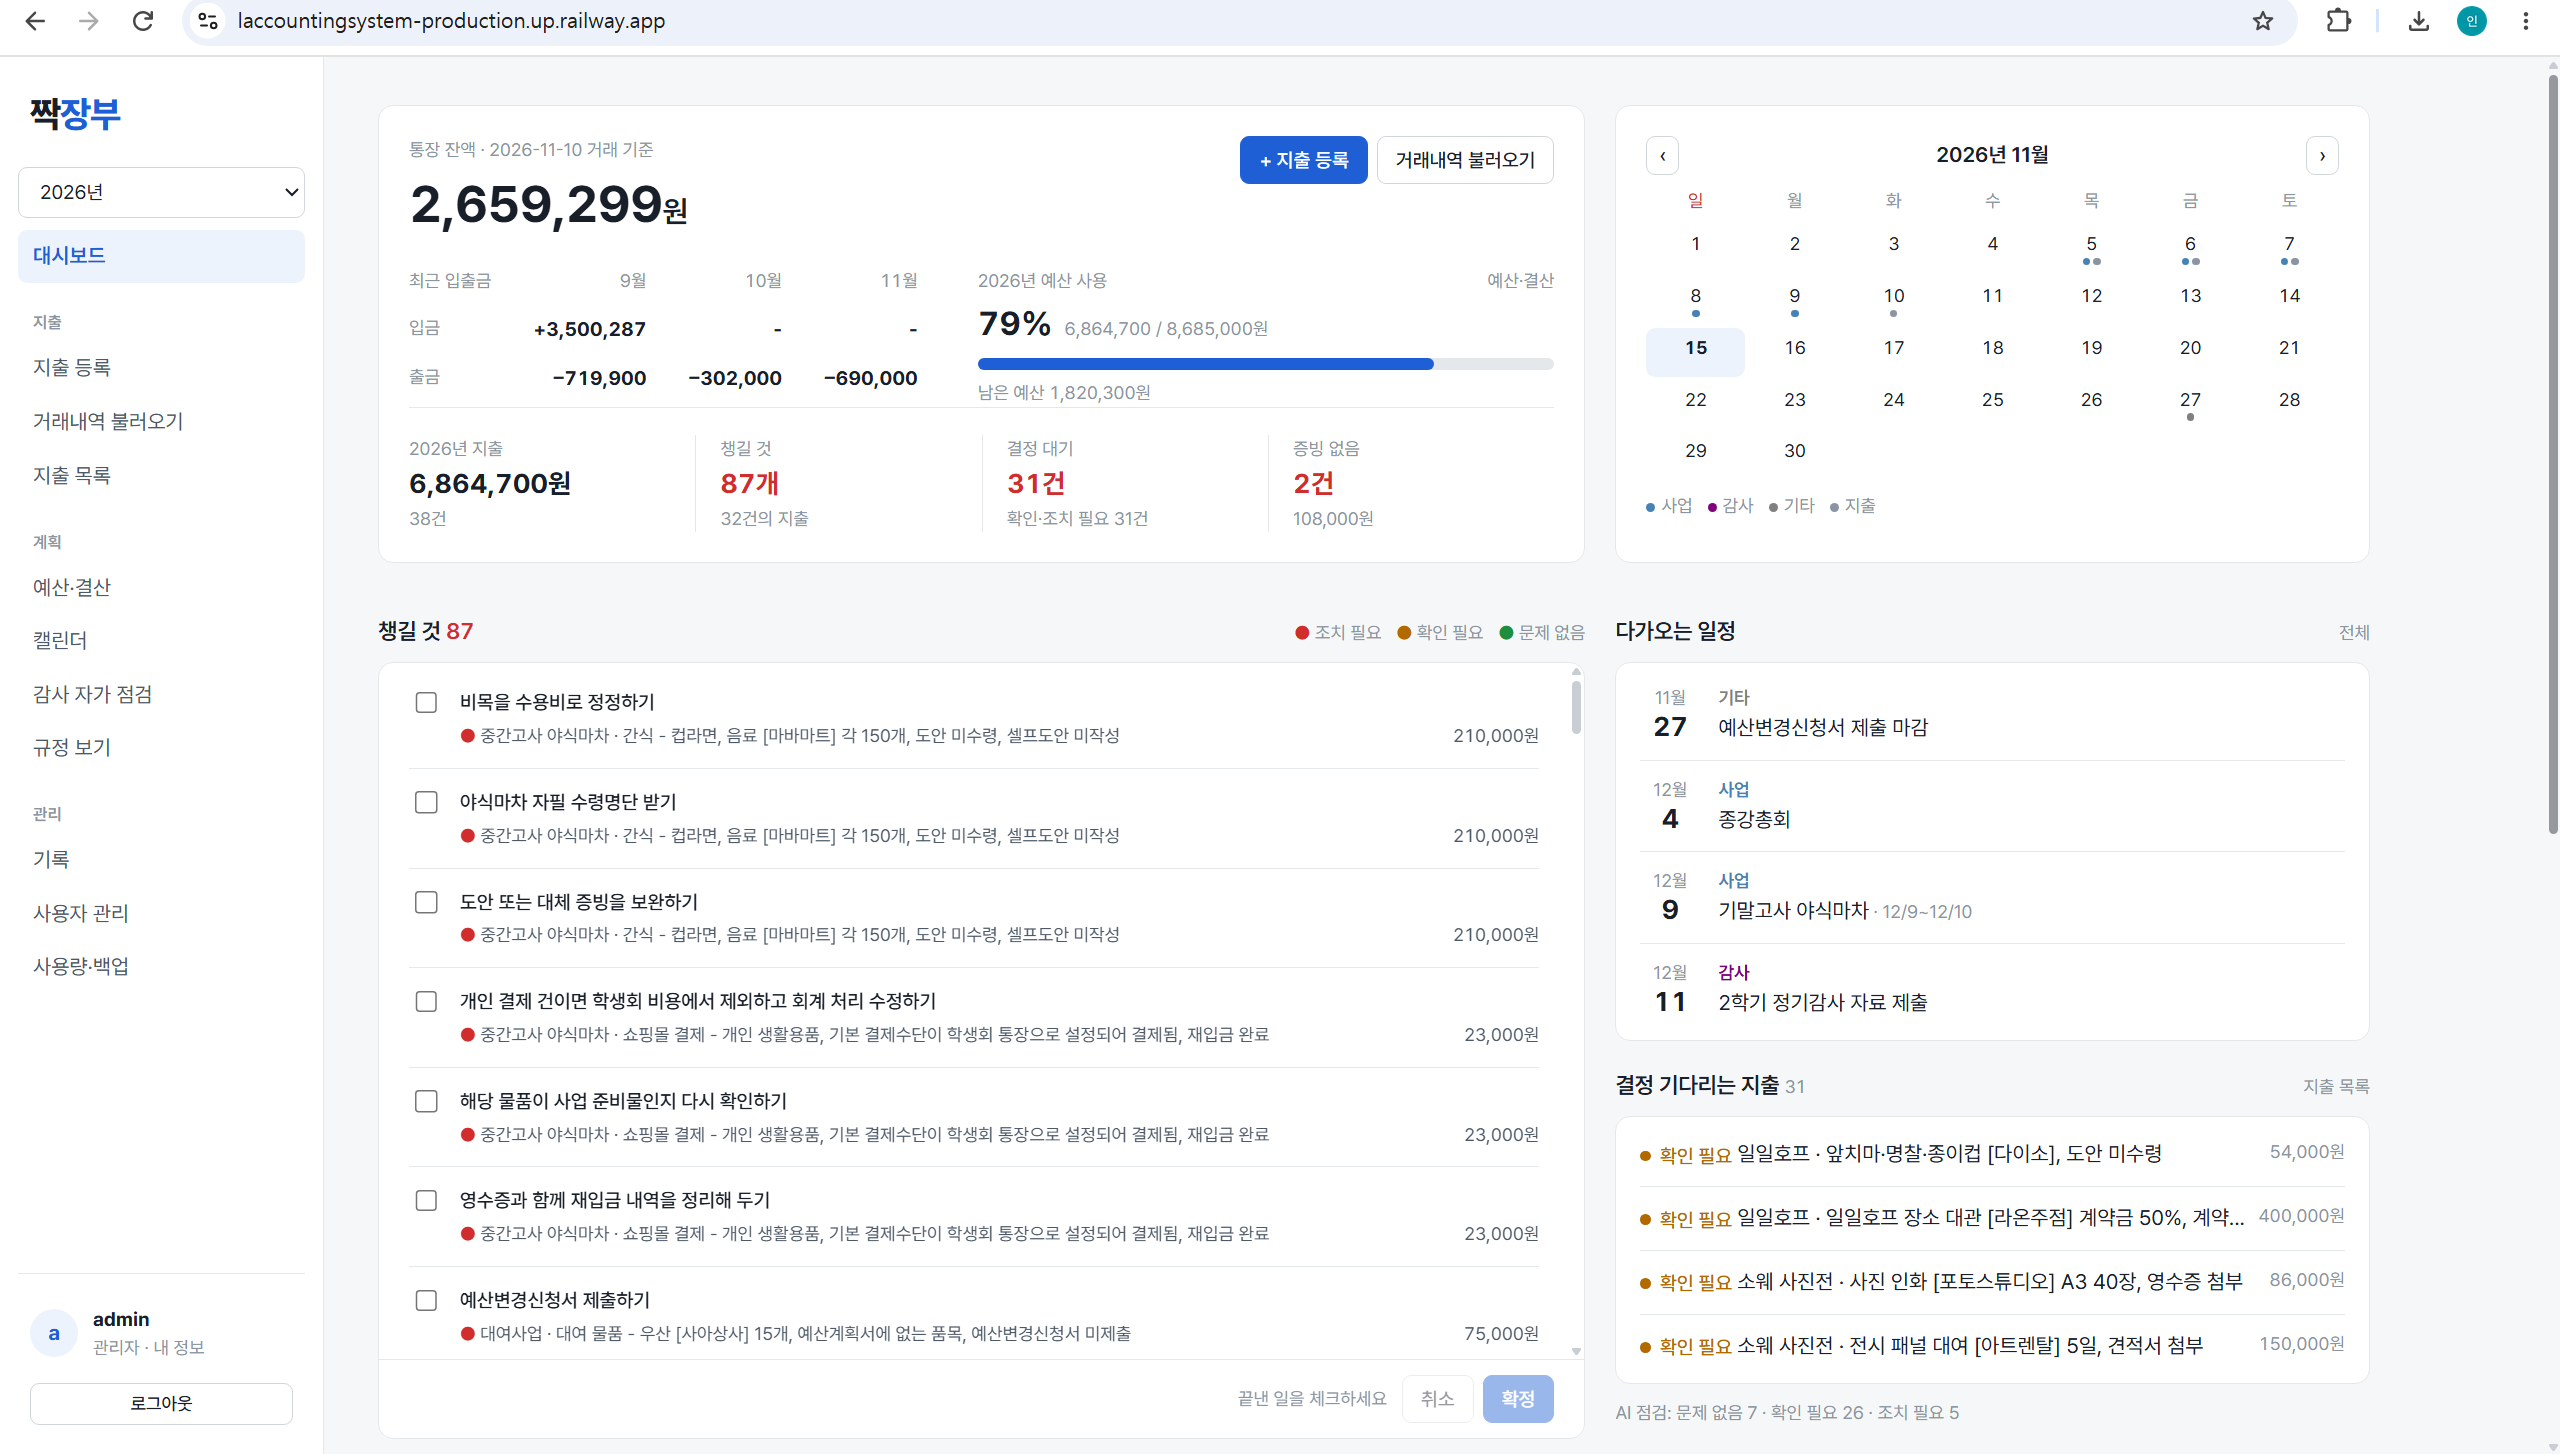 laccountingsystem-production.up.railway.app
인
짝장부
2026년
대시보드
지출
지출 등록
거래내역 불러오기
지출 목록
계획
예산·결산
캘린더
감사 자가 점검
규정 보기
관리
기록
사용자 관리
사용량·백업
a
admin
관리자 · 내 정보
로그아웃
통장 잔액 · 2026-11-10 거래 기준
2,659,299원
+ 지출 등록
거래내역 불러오기
최근 입출금 9월 10월 11월
입금 +3,500,287 - -
출금 −719,900 −302,000 −690,000
2026년 예산 사용 예산·결산
79% 6,864,700 / 8,685,000원
남은 예산 1,820,300원
2026년 지출
6,864,700원
38건
챙길 것
87개
32건의 지출
결정 대기
31건
확인·조치 필요 31건
증빙 없음
2건
108,000원
‹ 2026년 11월 ›
일 월 화 수 목 금 토
1 2 3 4 5 6 7
8 9 10 11 12 13 14
15 16 17 18 19 20 21
22 23 24 25 26 27 28
29 30
사업 감사 기타 지출
챙길 것 87
조치 필요 확인 필요 문제 없음
비목을 수용비로 정정하기
중간고사 야식마차 · 간식 - 컵라면, 음료 [마바마트] 각 150개, 도안 미수령, 셀프도안 미작성 210,000원
야식마차 자필 수령명단 받기
중간고사 야식마차 · 간식 - 컵라면, 음료 [마바마트] 각 150개, 도안 미수령, 셀프도안 미작성 210,000원
도안 또는 대체 증빙을 보완하기
중간고사 야식마차 · 간식 - 컵라면, 음료 [마바마트] 각 150개, 도안 미수령, 셀프도안 미작성 210,000원
개인 결제 건이면 학생회 비용에서 제외하고 회계 처리 수정하기
중간고사 야식마차 · 쇼핑몰 결제 - 개인 생활용품, 기본 결제수단이 학생회 통장으로 설정되어 결제됨, 재입금 완료 23,000원
해당 물품이 사업 준비물인지 다시 확인하기
중간고사 야식마차 · 쇼핑몰 결제 - 개인 생활용품, 기본 결제수단이 학생회 통장으로 설정되어 결제됨, 재입금 완료 23,000원
영수증과 함께 재입금 내역을 정리해 두기
중간고사 야식마차 · 쇼핑몰 결제 - 개인 생활용품, 기본 결제수단이 학생회 통장으로 설정되어 결제됨, 재입금 완료 23,000원
예산변경신청서 제출하기
대여사업 · 대여 물품 - 우산 [사아상사] 15개, 예산계획서에 없는 품목, 예산변경신청서 미제출 75,000원
끝낸 일을 체크하세요 취소 확정
다가오는 일정 전체
11월 기타
27 예산변경신청서 제출 마감
12월 사업
4 종강총회
12월 사업
9 기말고사 야식마차 · 12/9~12/10
12월 감사
11 2학기 정기감사 자료 제출
결정 기다리는 지출 31 지출 목록
확인 필요 일일호프 · 앞치마·명찰·종이컵 [다이소], 도안 미수령 54,000원
확인 필요 일일호프 · 일일호프 장소 대관 [라온주점] 계약금 50%, 계약... 400,000원
확인 필요 소웨 사진전 · 사진 인화 [포토스튜디오] A3 40장, 영수증 첨부 86,000원
확인 필요 소웨 사진전 · 전시 패널 대여 [아트렌탈] 5일, 견적서 첨부 150,000원
AI 점검: 문제 없음 7 · 확인 필요 26 · 조치 필요 5